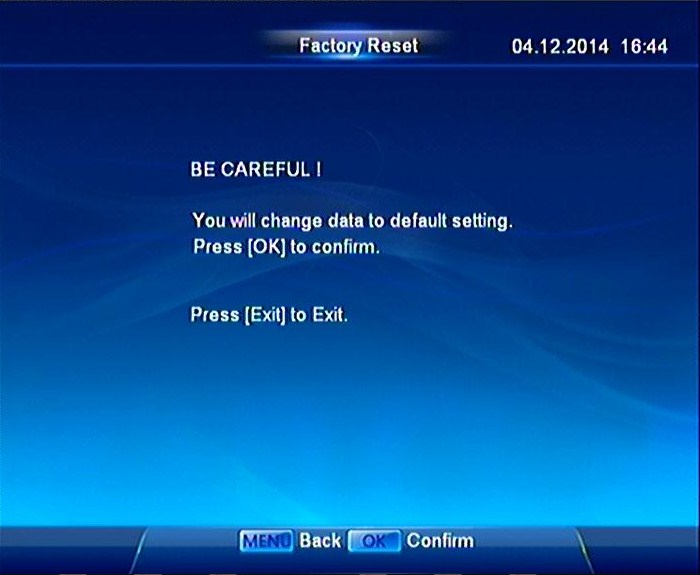 Factory Reset
04.12.2014 16:44
BE CAREFUL !
You will change data to default setting.
Press [OK] to confirm.
Press [Exit] to Exit.
MENU Back OK Confirm